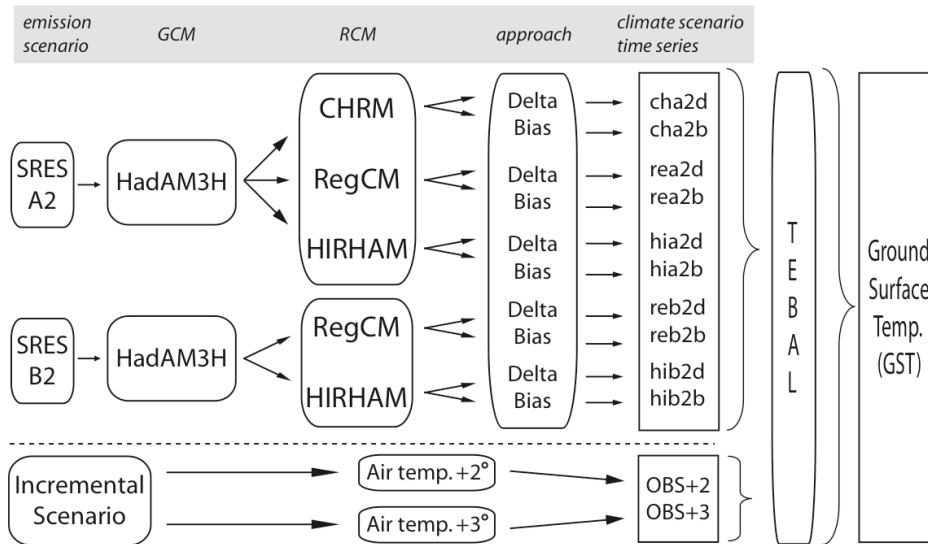 emission scenario
GCM
RCM
approach
climate scenario time series
SRES
A2
HadAM3H
CHRM
RegCM
HIRHAM
Delta
Bias
Delta
Bias
Delta
Bias
cha2d
cha2b
rea2d
rea2b
hia2d
hia2b
SRES
B2
HadAM3H
RegCM
HIRHAM
Delta
Bias
Delta
Bias
reb2d
reb2b
hib2d
hib2b
Incremental
Scenario
Air temp. +2°
Air temp. +3°
OBS+2
OBS+3
T
E
B
A
L
Ground
Surface
Temp.
(GST)